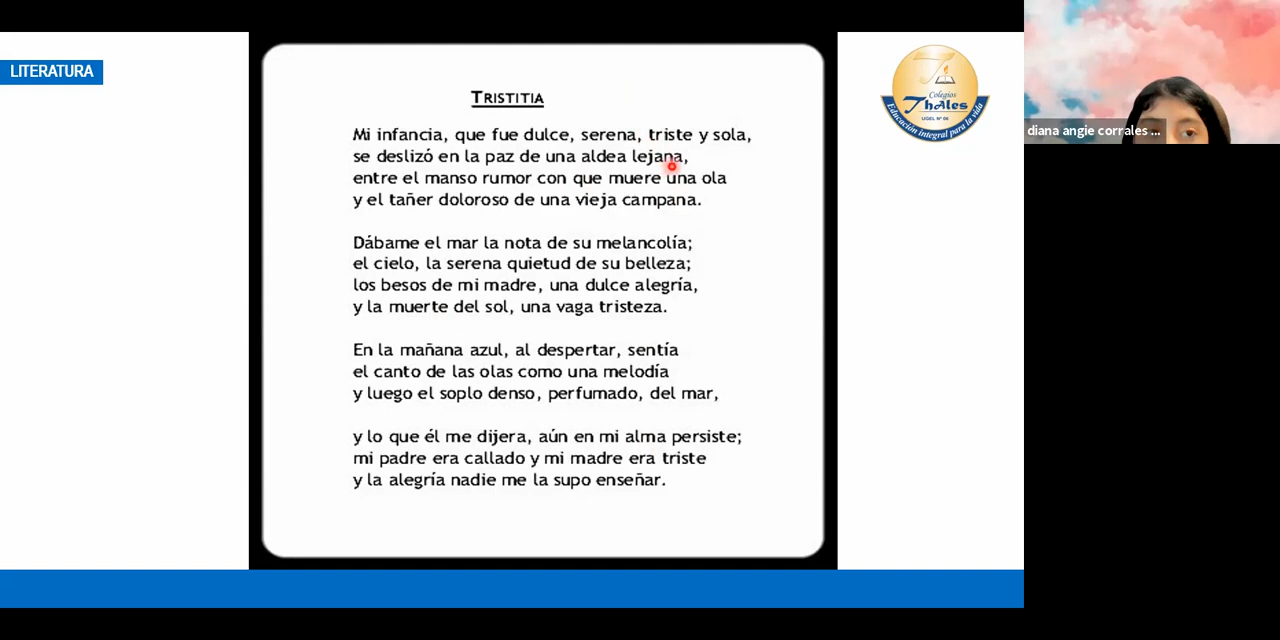 LITERATURA
TRISTITIA
Mi infancia, que fue dulce, serena, triste y sola,
se deslizó en la paz de una aldea lejana,
entre el manso rumor con que muere una ola
y el tañer doloroso de una vieja campana.
Dábame el mar la nota de su melancolía;
el cielo, la serena quietud de su belleza;
los besos de mi madre, una dulce alegría,
y la muerte del sol, una vaga tristeza.
En la mañana azul, al despertar, sentía
el canto de las olas como una melodía
y luego el soplo denso, perfumado, del mar,
y lo que él me dijera, aún en mi alma persiste;
mi padre era callado y mi madre era triste
y la alegría nadie me la supo enseñar.
Colegios
Thales
UGEL Nº 06
Educación integral para la vida
diana angie corrales ...